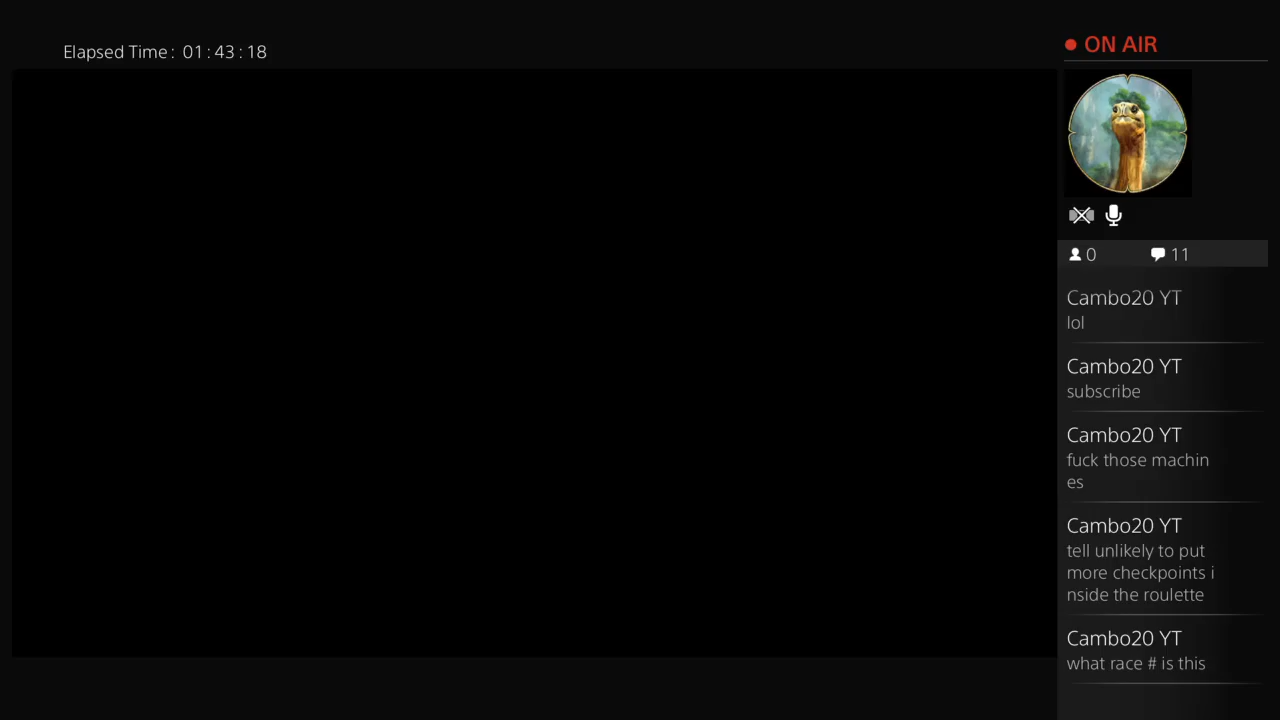 Elapsed Time: 01:43:18
ON AIR
0 11
Cambo20 YT
lol
Cambo20 YT
subscribe
Cambo20 YT
fuck those machin
es
Cambo20 YT
tell unlikely to put
more checkpoints i
nside the roulette
Cambo20 YT
what race # is this